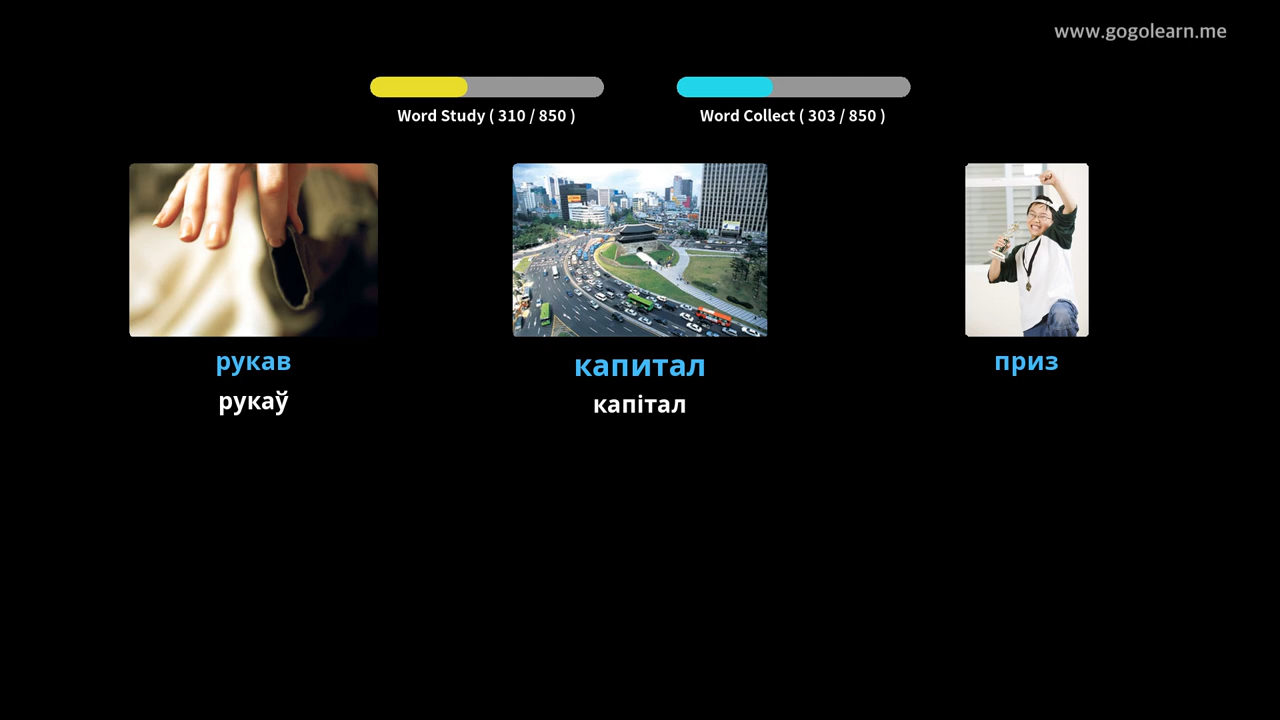 www.gogolearn.me
Word Study ( 310 / 850 )
Word Collect ( 303 / 850 )
рукав
рукаў
капитал
капітал
приз